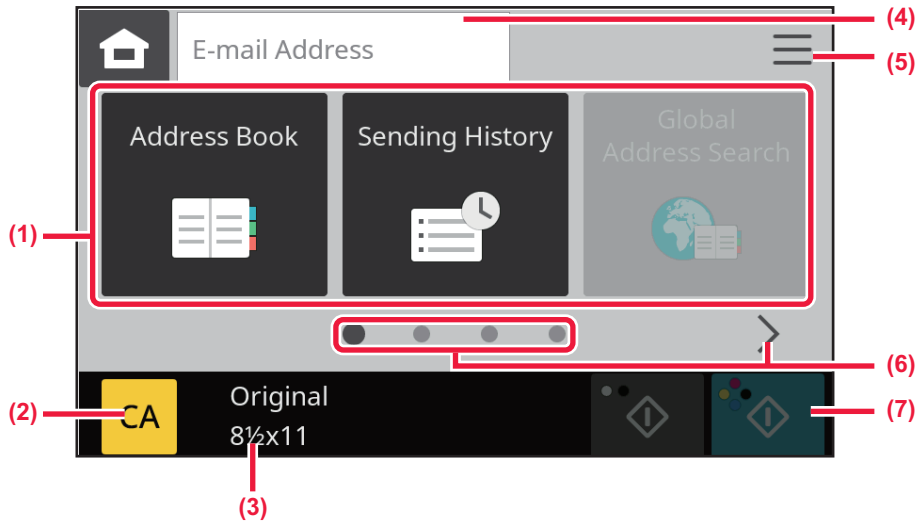 (4)
E-mail Address
(5)
Address Book
Sending History
Global
Address Search
(1)
(6)
(2)
CA
Original
8½x11
(7)
(3)